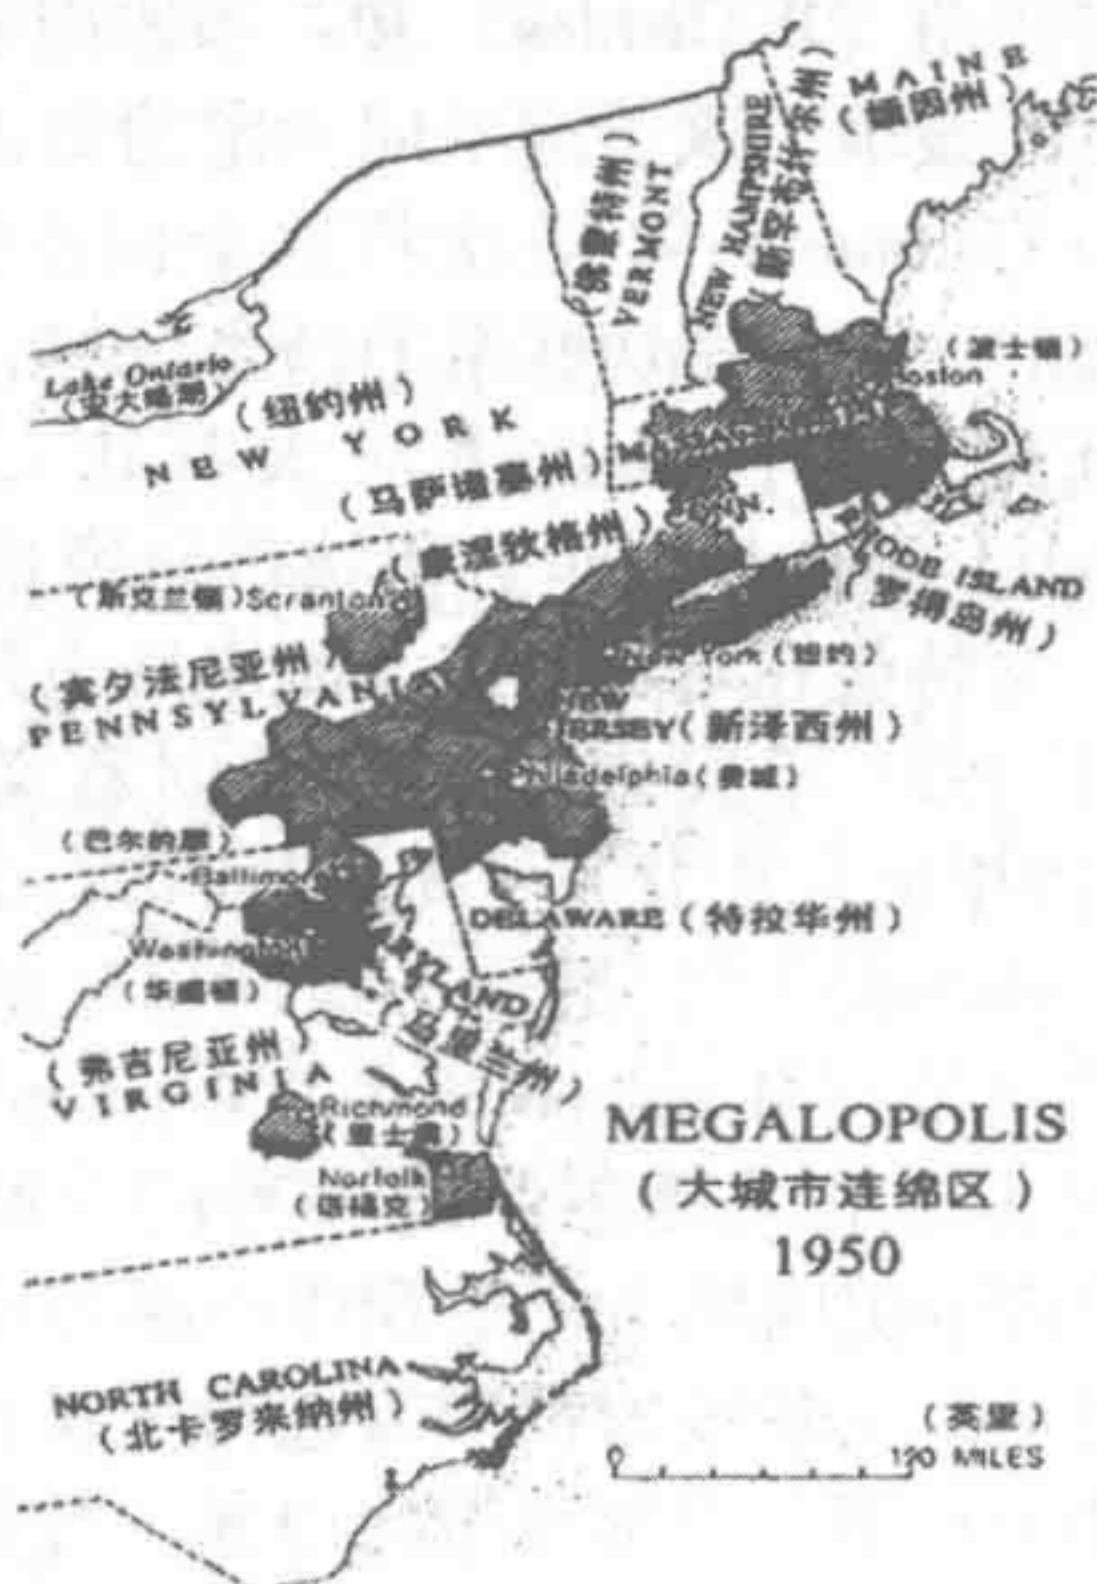 MAINE
(缅因州)
NEW HAMPSHIRE
(新罕布什尔州)
(佛蒙特州)
VERMONT
(波士顿)
Boston
Lake Ontario
(安大略湖)
(纽约州)
NEW YORK
(马萨诸塞州)
(康涅狄格州) CONN.
RHODE ISLAND
(罗得岛州)
(斯克兰顿) Scranton
New York (纽约)
(宾夕法尼亚州)
PENNSYLVANIA
NEW
JERSEY (新泽西州)
Philadelphia (费城)
(巴尔的摩)
Baltimore
DELAWARE (特拉华州)
Washington
(华盛顿)
MARYLAND
(马里兰州)
(弗吉尼亚州)
VIRGINIA
Richmond
(里士满)
Norfolk
(诺福克)
MEGALOPOLIS
(大城市连绵区)
1950
NORTH CAROLINA
(北卡罗来纳州)
(英里)
0
MILES